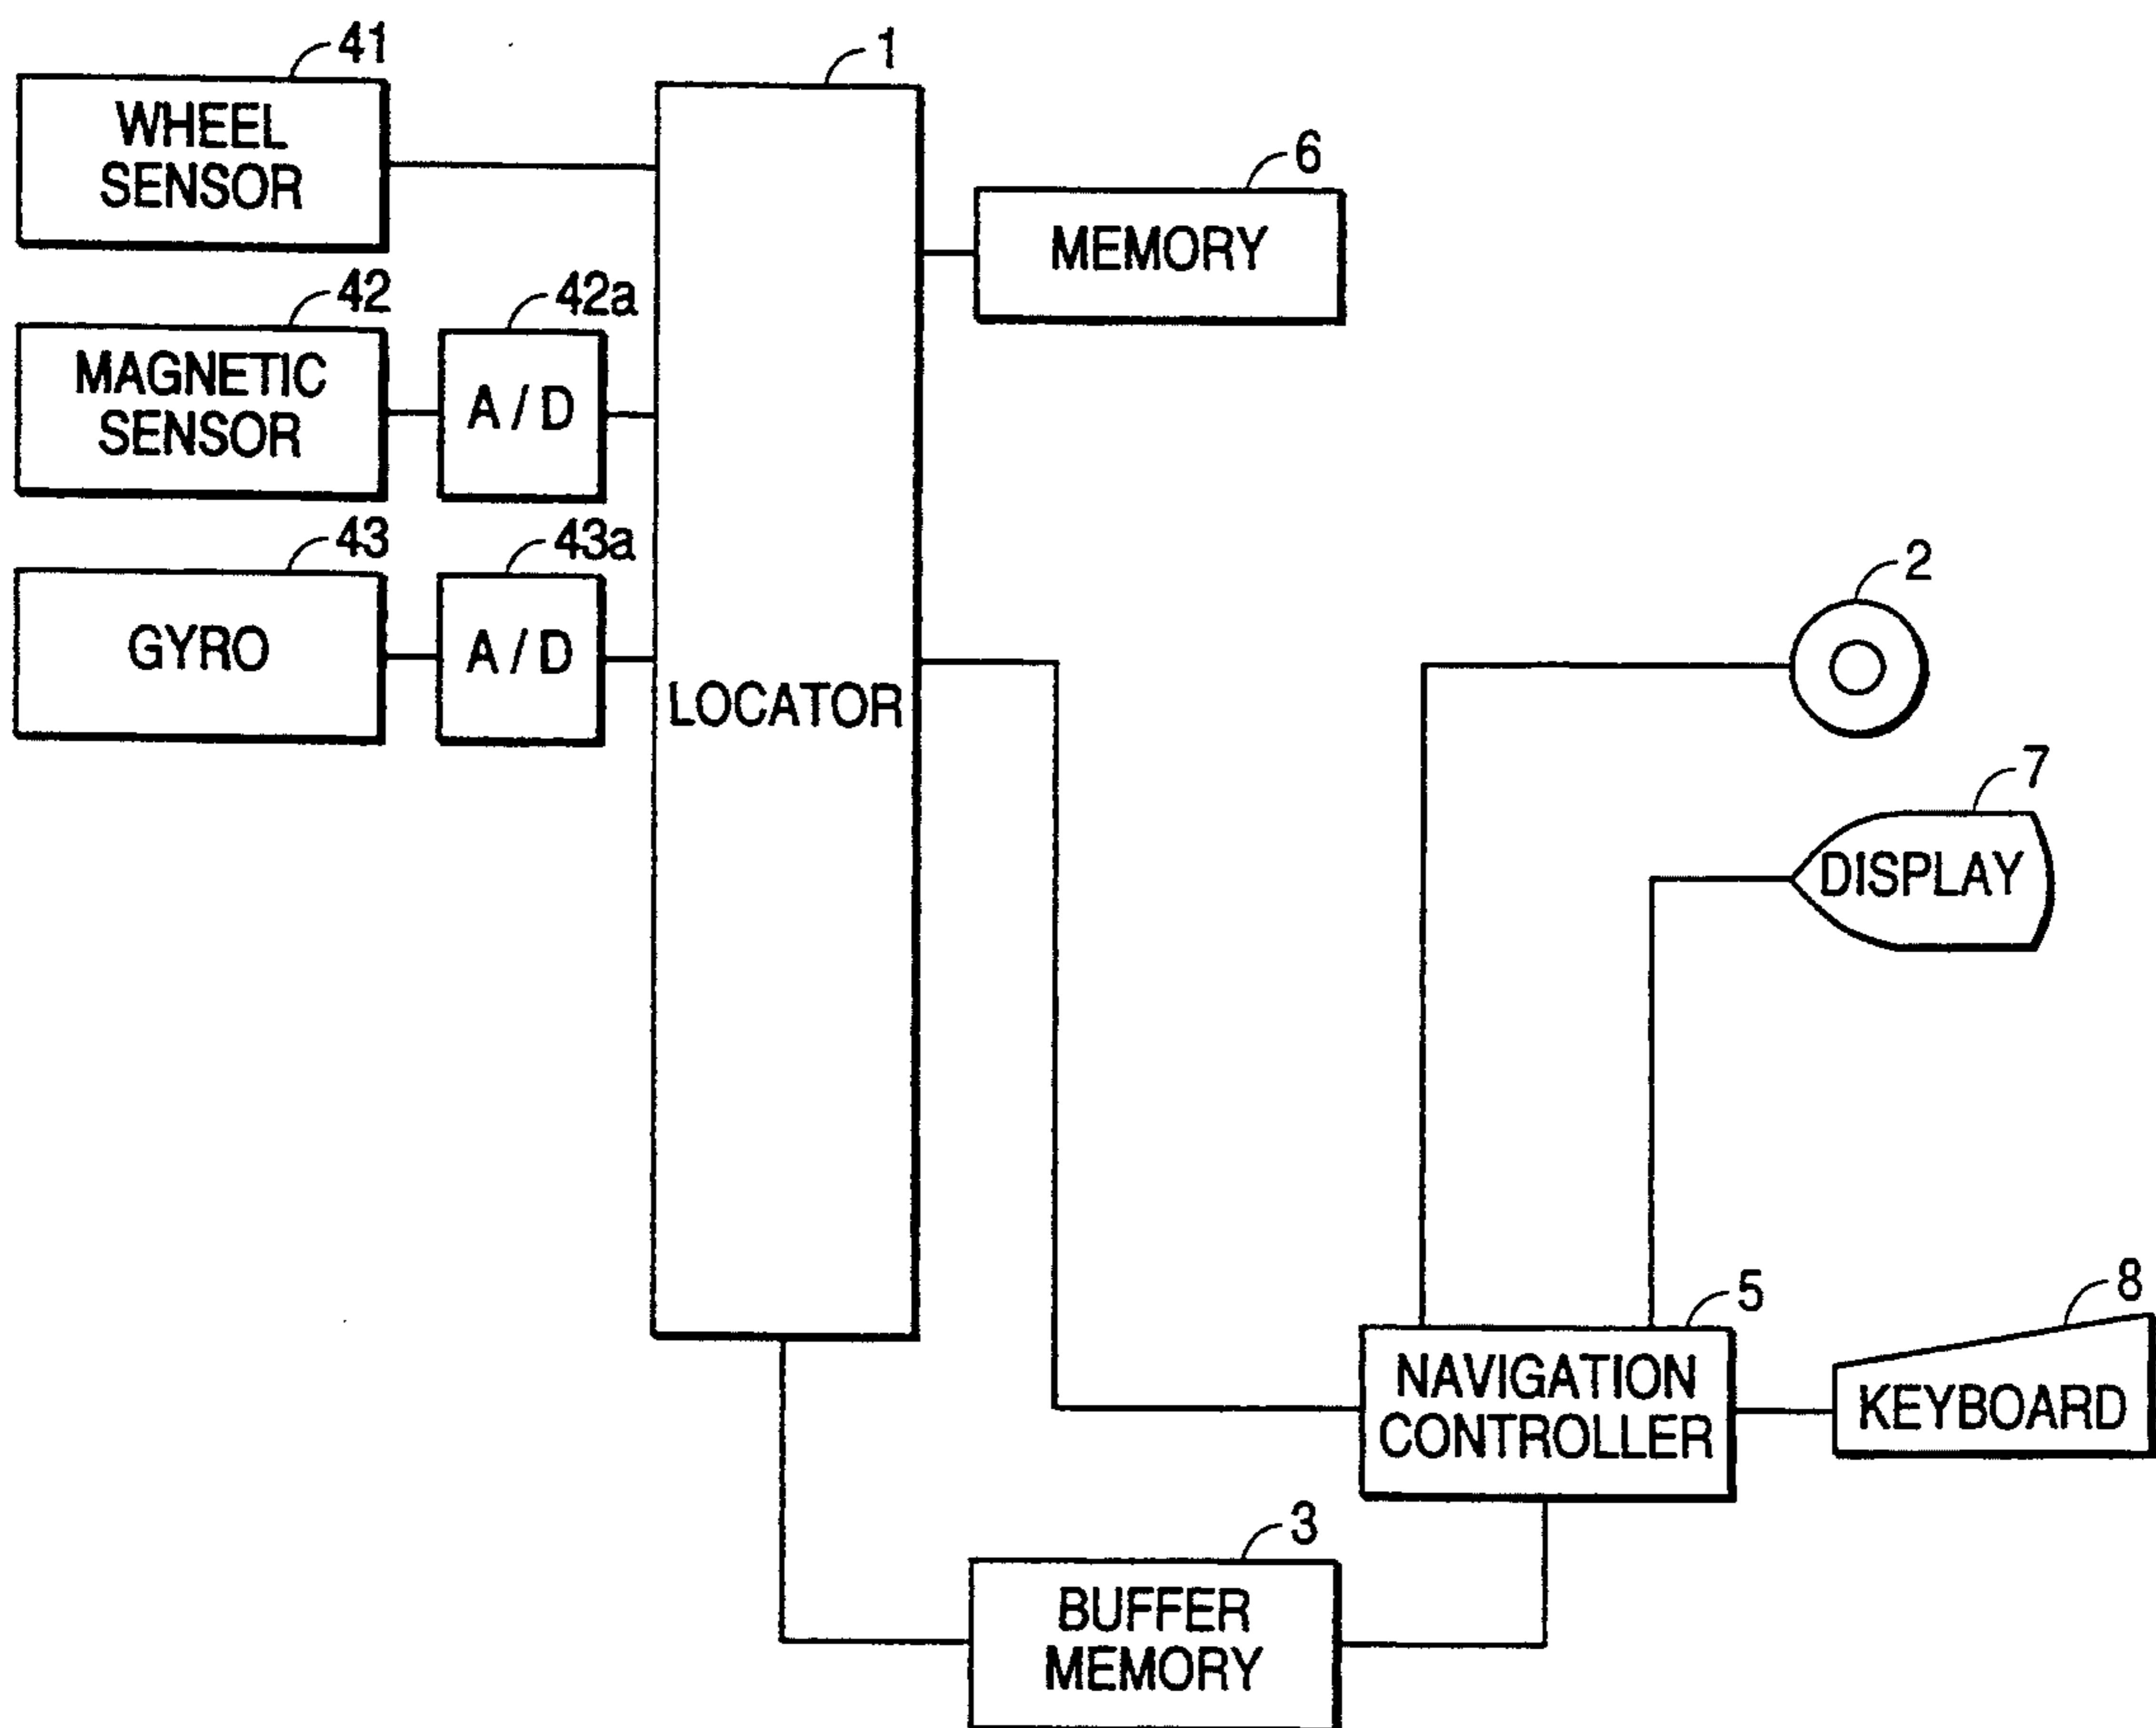 41
1
WHEEL
SENSOR
6
MEMORY
42
42a
MAGNETIC
SENSOR
A / D
43
43a
GYRO
A / D
LOCATOR
2
7
DISPLAY
5
8
NAVIGATION
CONTROLLER
KEYBOARD
3
BUFFER
MEMORY